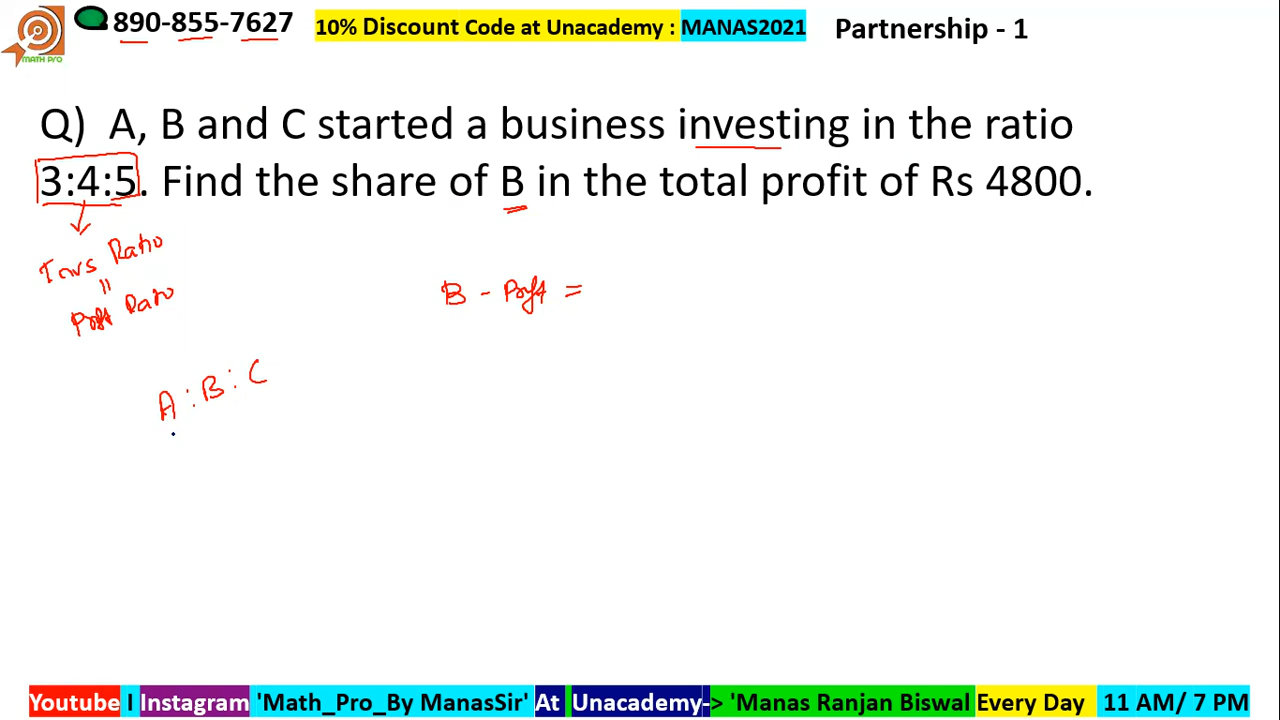 MATH PRO
890-855-7627
10% Discount Code at Unacademy : MANAS2021
Partnership - 1
Q) A, B and C started a business investing in the ratio
3:4:5. Find the share of B in the total profit of Rs 4800.
Invs Ratio
=
Profit Ratio
B - Profit =
A : B : C
Youtube I Instagram 'Math_Pro_By ManasSir' At Unacademy-> 'Manas Ranjan Biswal Every Day 11 AM/ 7 PM